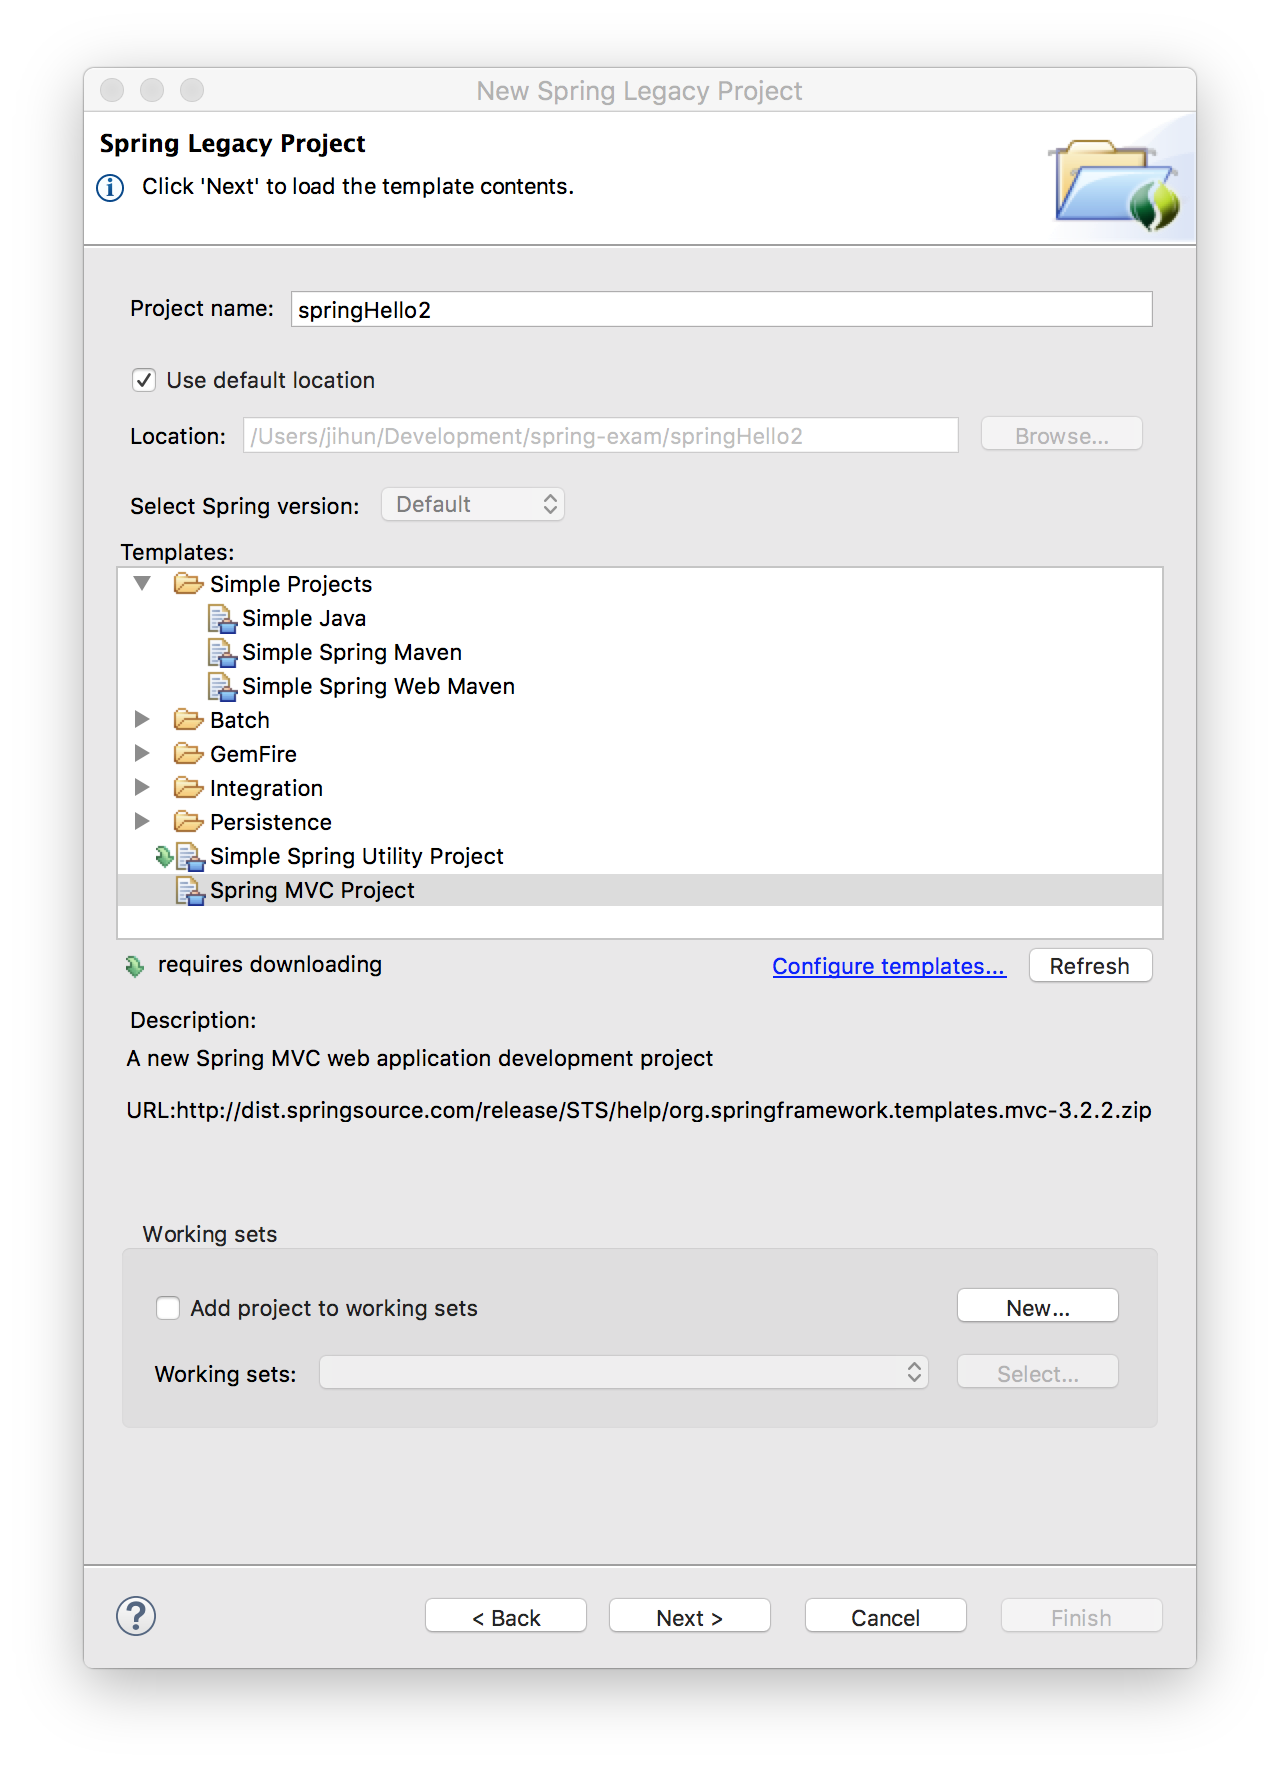 New Spring Legacy Project
Spring Legacy Project
Click 'Next' to load the template contents.
Project name: springHello2
Use default location
Location: /Users/jihun/Development/spring-exam/springHello2 Browse...
Select Spring version: Default
Templates:
Simple Projects
Simple Java
Simple Spring Maven
Simple Spring Web Maven
Batch
GemFire
Integration
Persistence
Simple Spring Utility Project
Spring MVC Project
requires downloading Configure templates... Refresh
Description:
A new Spring MVC web application development project
URL:http://dist.springsource.com/release/STS/help/org.springframework.templates.mvc-3.2.2.zip
Working sets
Add project to working sets New...
Working sets: Select...
? < Back Next > Cancel Finish